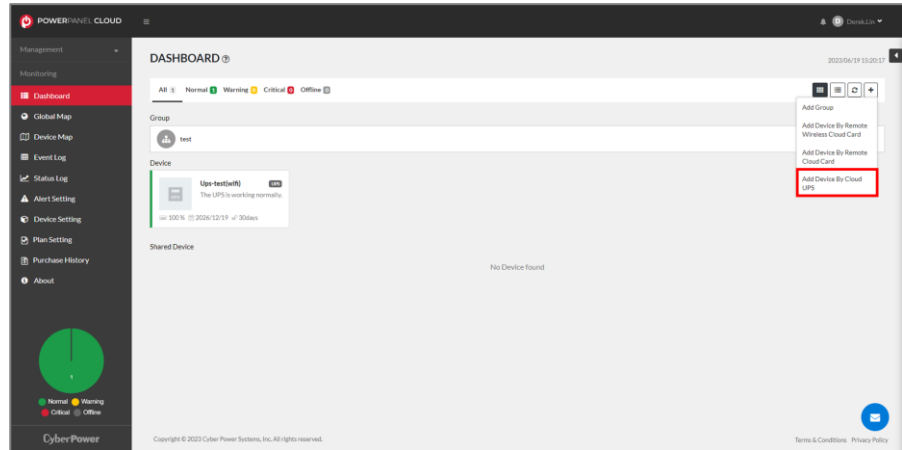 POWERPANEL CLOUD
Derek.Lin
Management
Monitoring
Dashboard
Global Map
Device Map
Event Log
Status Log
Alert Setting
Device Setting
Plan Setting
Purchase History
About
1
Normal Warning
Critical Offline
CyberPower
DASHBOARD
2023/06/19 15:20:17
All 1 Normal 1 Warning 0 Critical 0 Offline 0
Add Group
Add Device By Remote
Wireless Cloud Card
Add Device By Remote
Cloud Card
Add Device By Cloud
UPS
Group
test
Device
Ups-test(wifi) UPS
The UPS is working normally.
100 % 2026/12/19 30days
Shared Device
No Device found
Copyright © 2023 Cyber Power Systems, Inc. All rights reserved.
Terms & Conditions Privacy Policy